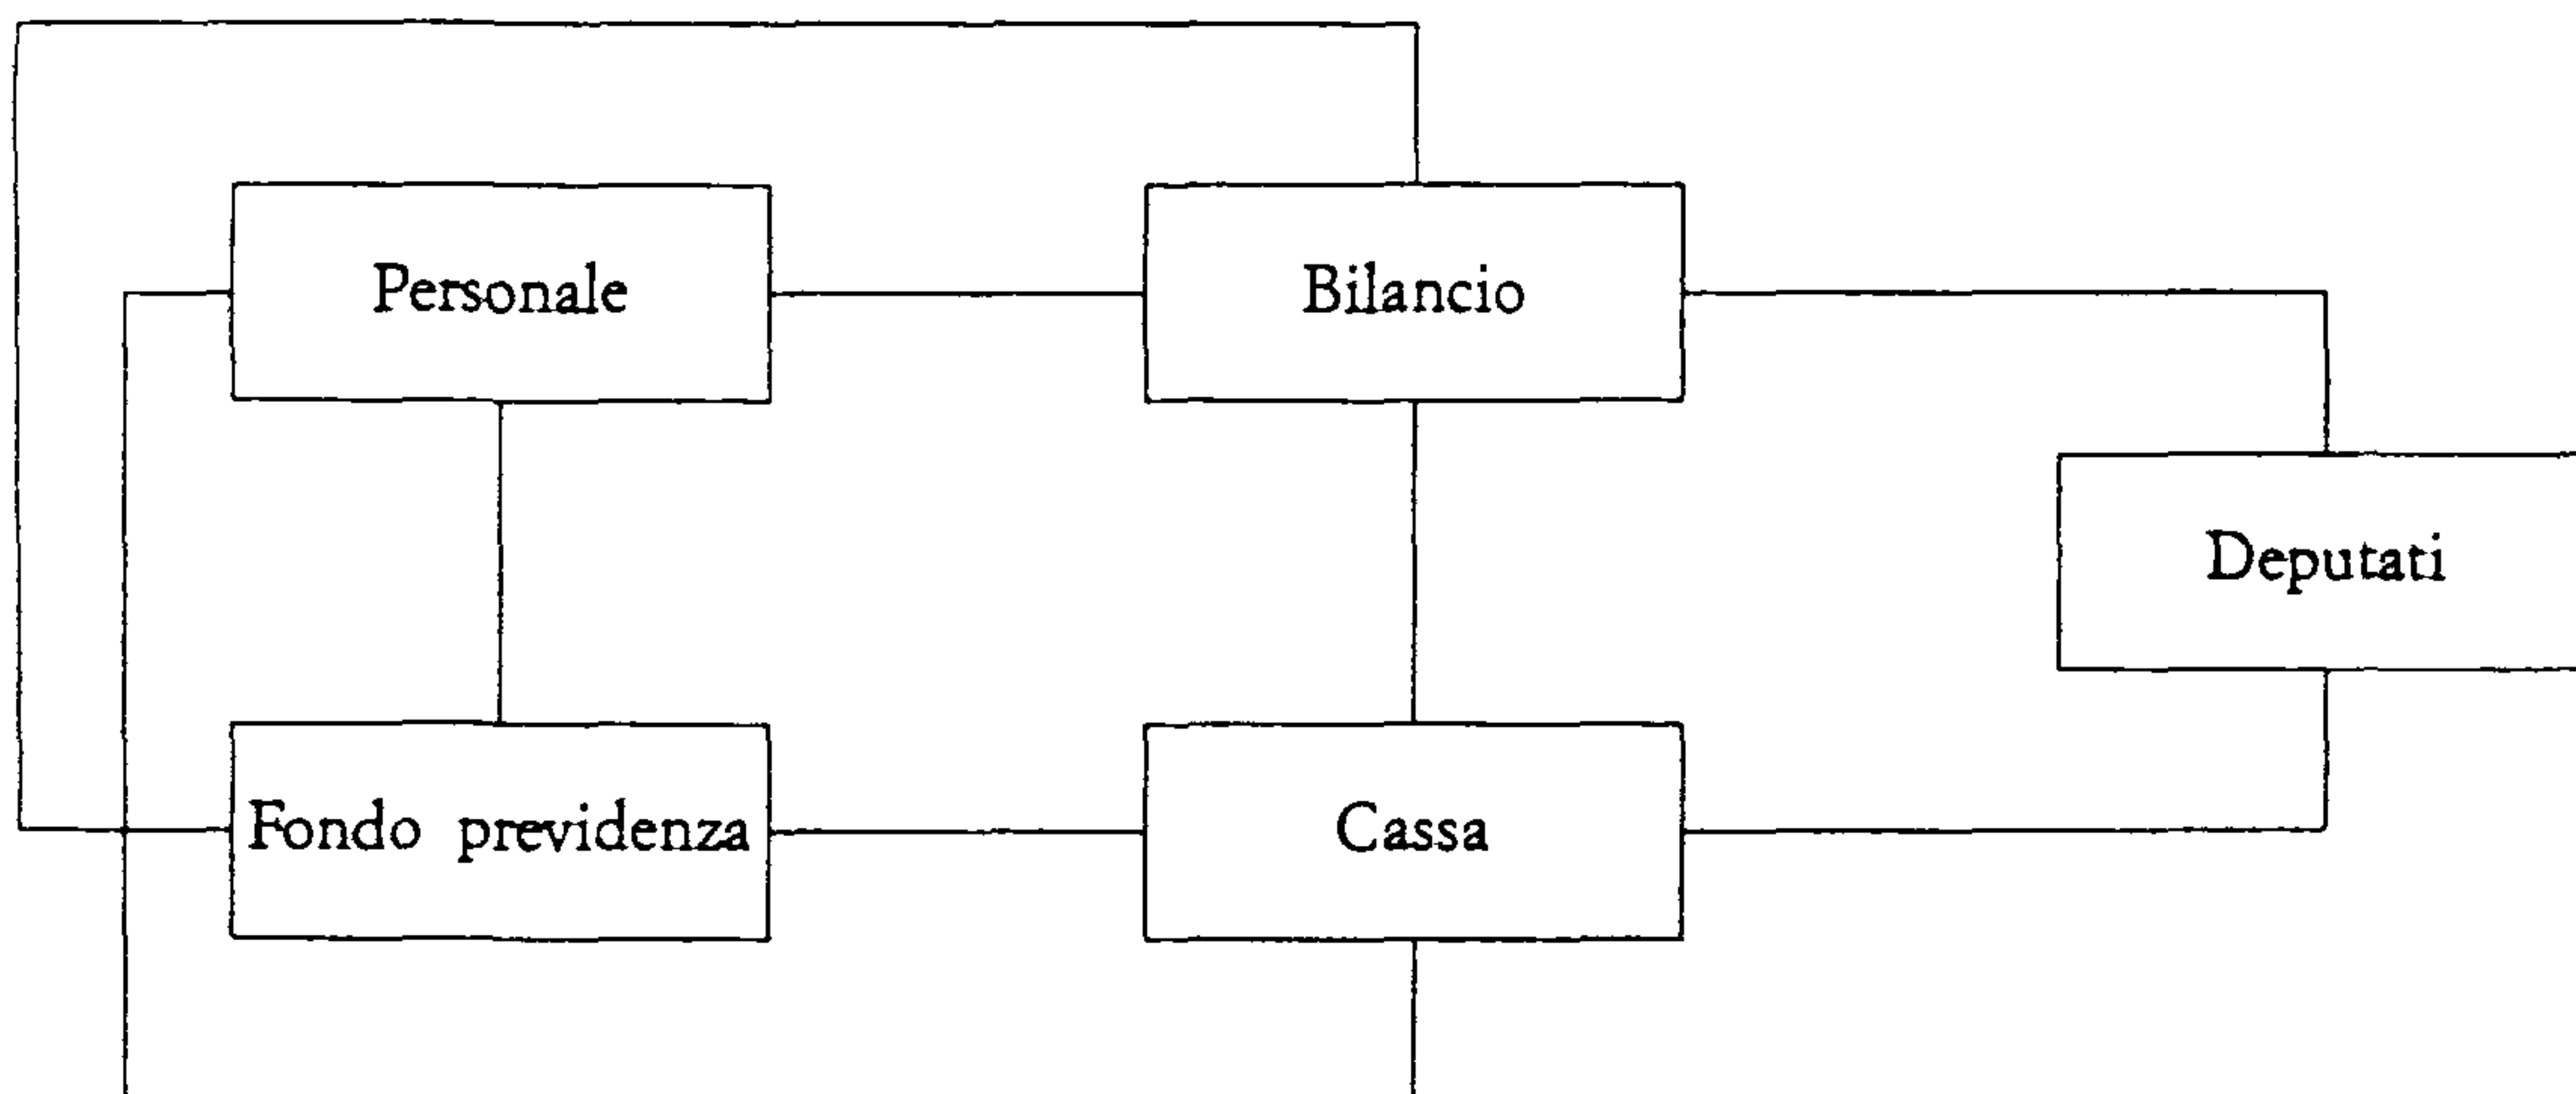 Personale
Bilancio
Deputati
Fondo previdenza
Cassa